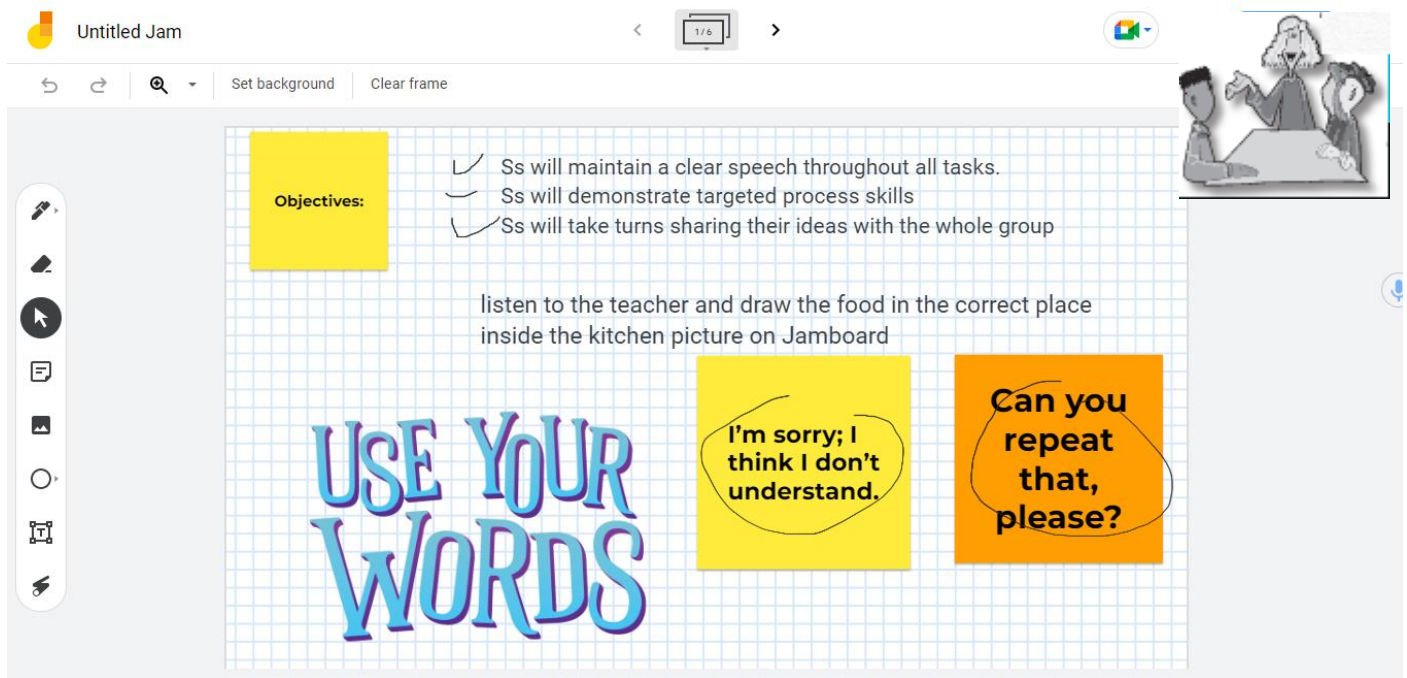 Untitled Jam
1/6
Set background
Clear frame
Objectives:
Ss will maintain a clear speech throughout all tasks.
Ss will demonstrate targeted process skills
Ss will take turns sharing their ideas with the whole group
listen to the teacher and draw the food in the correct place
inside the kitchen picture on Jamboard
USE YOUR
WORDS
I'm sorry; I
think I don't
understand.
Can you
repeat
that,
please?